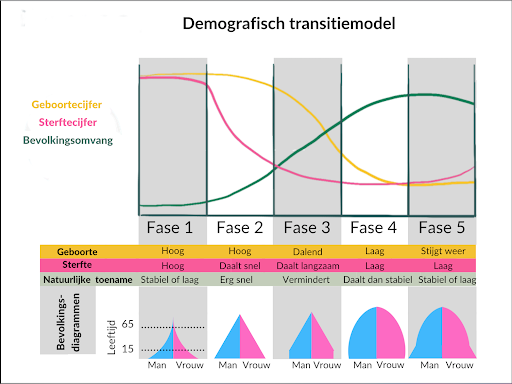 Demografisch transitiemodel
Geboortecijfer
Sterftecijfer
Bevolkingsomvang
Fase 1 Fase 2 Fase 3 Fase 4 Fase 5
Geboorte Hoog Hoog Dalend Laag Stijgt weer
Sterfte Hoog Daalt snel Daalt langzaam Laag Laag
Natuurlijke toename Stabiel of laag Erg snel Vermindert Daalt dan stabiel Stabiel of laag
Bevolkings-
diagrammen
Leeftijd
65
15
Man Vrouw Man Vrouw Man Vrouw Man Vrouw Man Vrouw